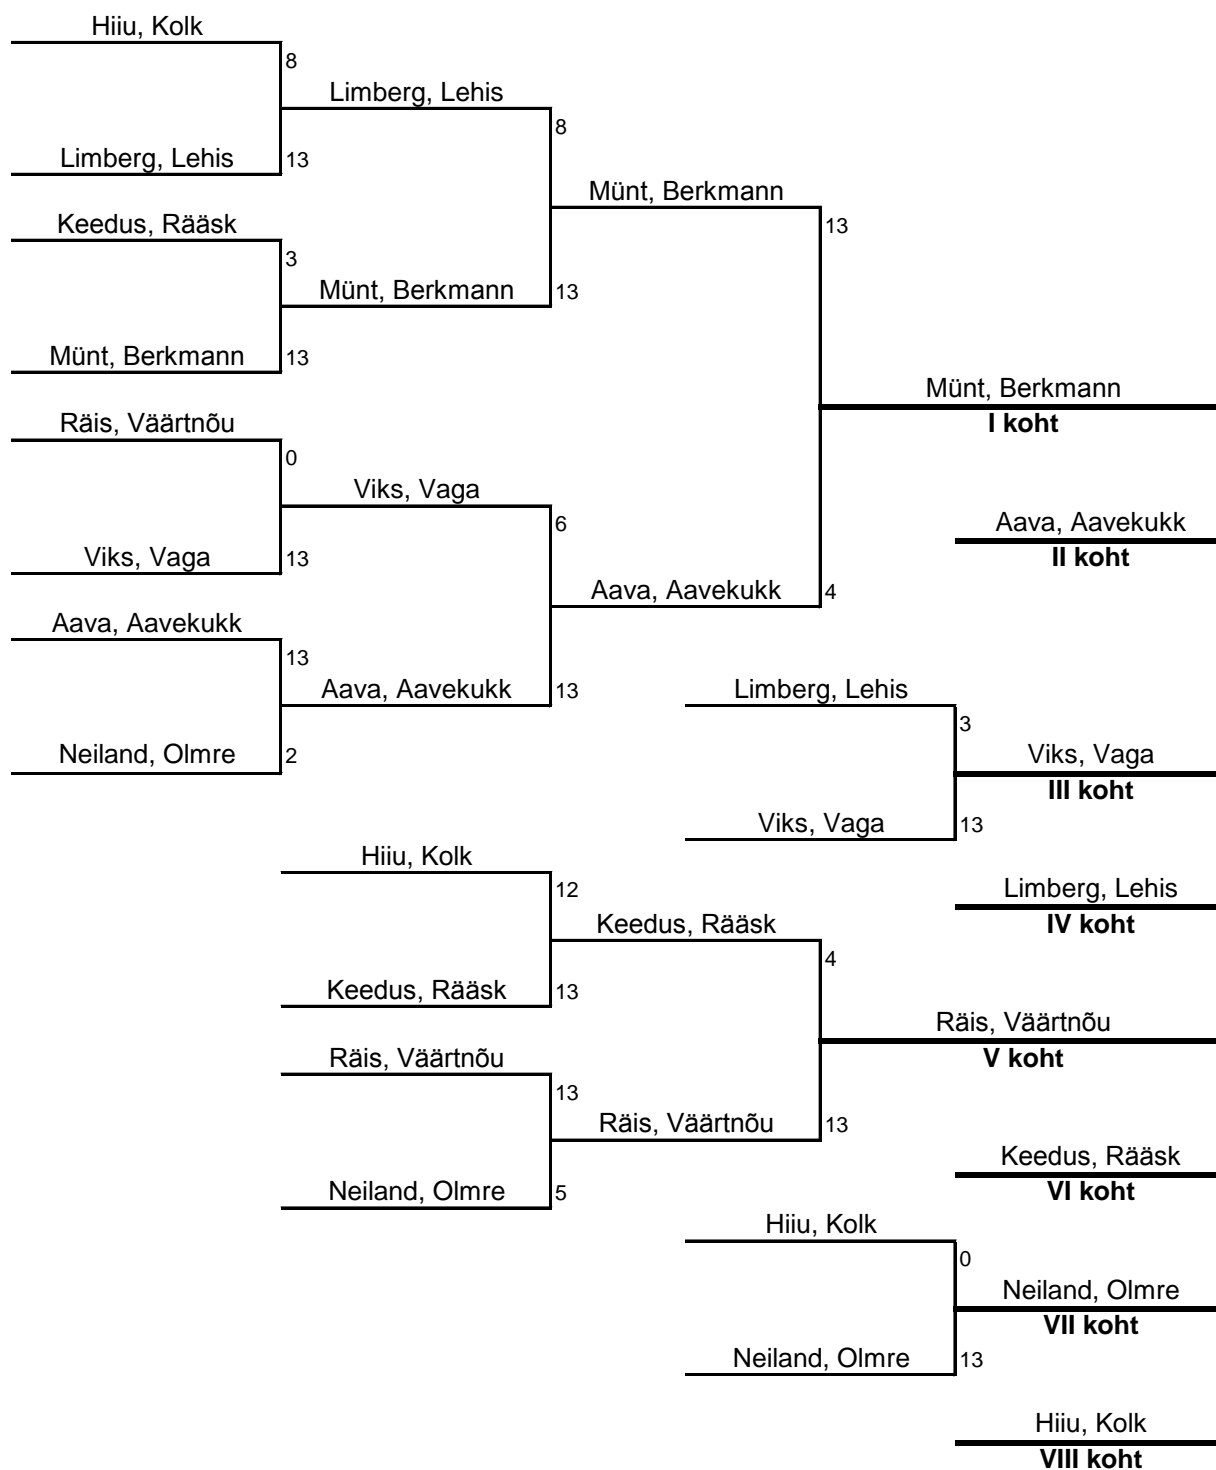 Hiiu, Kolk
8
Limberg, Lehis
8
Limberg, Lehis
13
Münt, Berkmann
13
Keedus, Rääsk
3
Münt, Berkmann
13
Münt, Berkmann
13
Münt, Berkmann
I koht
Räis, Väärtnõu
0
Viks, Vaga
6
Aava, Aavekukk
II koht
Viks, Vaga
13
Aava, Aavekukk
4
Aava, Aavekukk
13
Aava, Aavekukk
13
Limberg, Lehis
3
Neiland, Olmre
2
Viks, Vaga
III koht
Viks, Vaga
13
Hiiu, Kolk
12
Limberg, Lehis
IV koht
Keedus, Rääsk
4
Keedus, Rääsk
13
Räis, Väärtnõu
V koht
Räis, Väärtnõu
13
Räis, Väärtnõu
13
Keedus, Rääsk
VI koht
Neiland, Olmre
5
Hiiu, Kolk
0
Neiland, Olmre
VII koht
Neiland, Olmre
13
Hiiu, Kolk
VIII koht